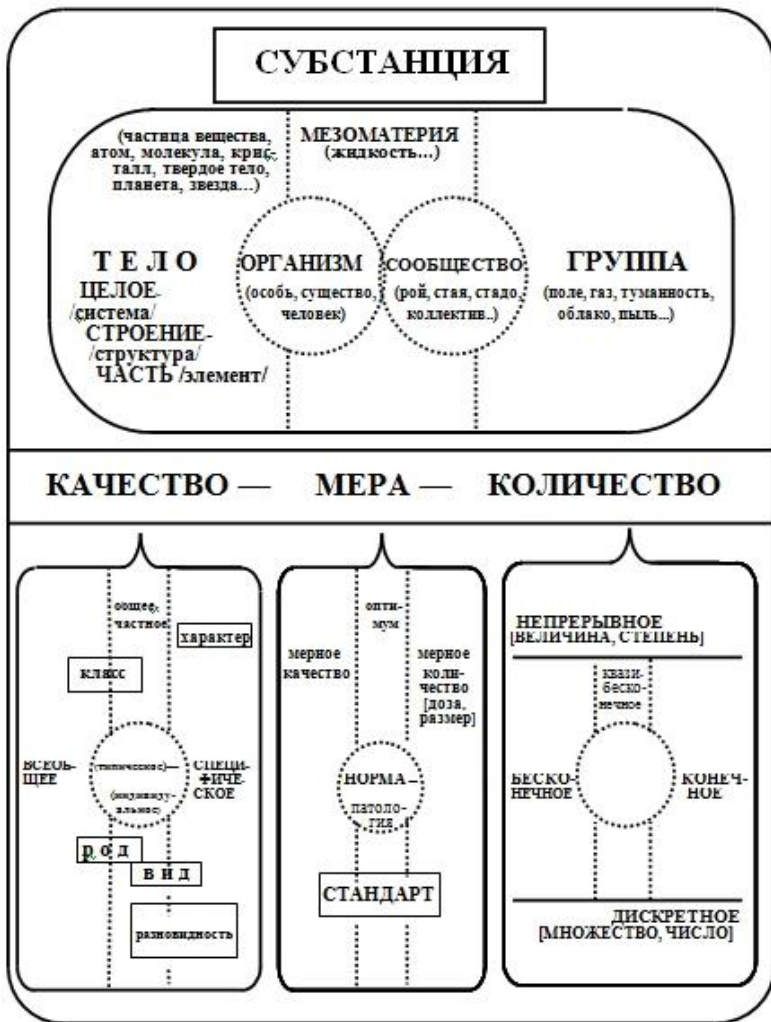 СУБСТАНЦИЯ
(частица вещества,
атом, молекула, крис-
талл, твердое тело,
планета, звезда...)
МЕЗОМАТЕРИЯ
(жидкость...)
Т Е Л О
ЦЕЛОЕ-
/система/
СТРОЕНИЕ-
/структура/
ЧАСТЬ /элемент/
ОРГАНИЗМ
(особь, существо,
человек)
СООБЩЕСТВО
(рой, стая, стадо,
коллектив..)
ГРУППА
(поле, газ, туманность,
облако, пыль...)
КАЧЕСТВО — МЕРА — КОЛИЧЕСТВО
общее,
частное
характер
класс
ВСЕОБ-
ЩЕЕ
(типическое)—
(индивиду-
альное)
СПЕЦИ-
ФИЧЕ-
СКОЕ
р о д
в и д
разновидность
опти-
мум
мерное
качество
мерное
коли-
чество
[доза,
размер]
НОРМА –
патоло-
гия
СТАНДАРТ
НЕПРЕРЫВНОЕ
[ВЕЛИЧИНА, СТЕПЕНЬ]
квази-
беско-
нечное
БЕСКО-
НЕЧНОЕ
КОНЕЧ-
НОЕ
ДИСКРЕТНОЕ
[МНОЖЕСТВО, ЧИСЛО]